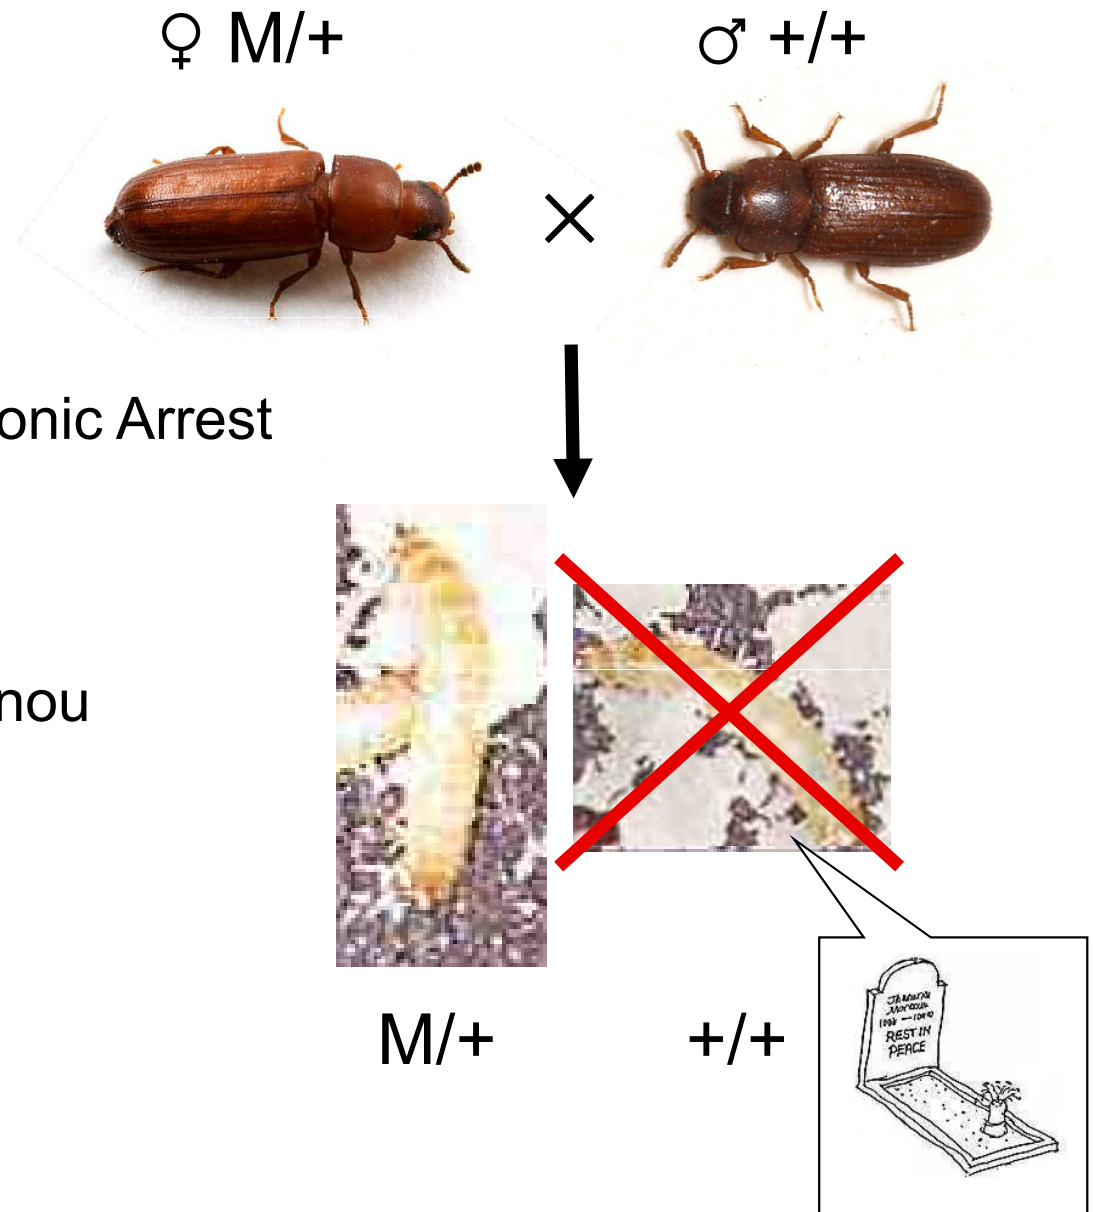 ♀ M/+
♂ +/+
×
onic Arrest
nou
M/+
+/+
REST IN
PEACE